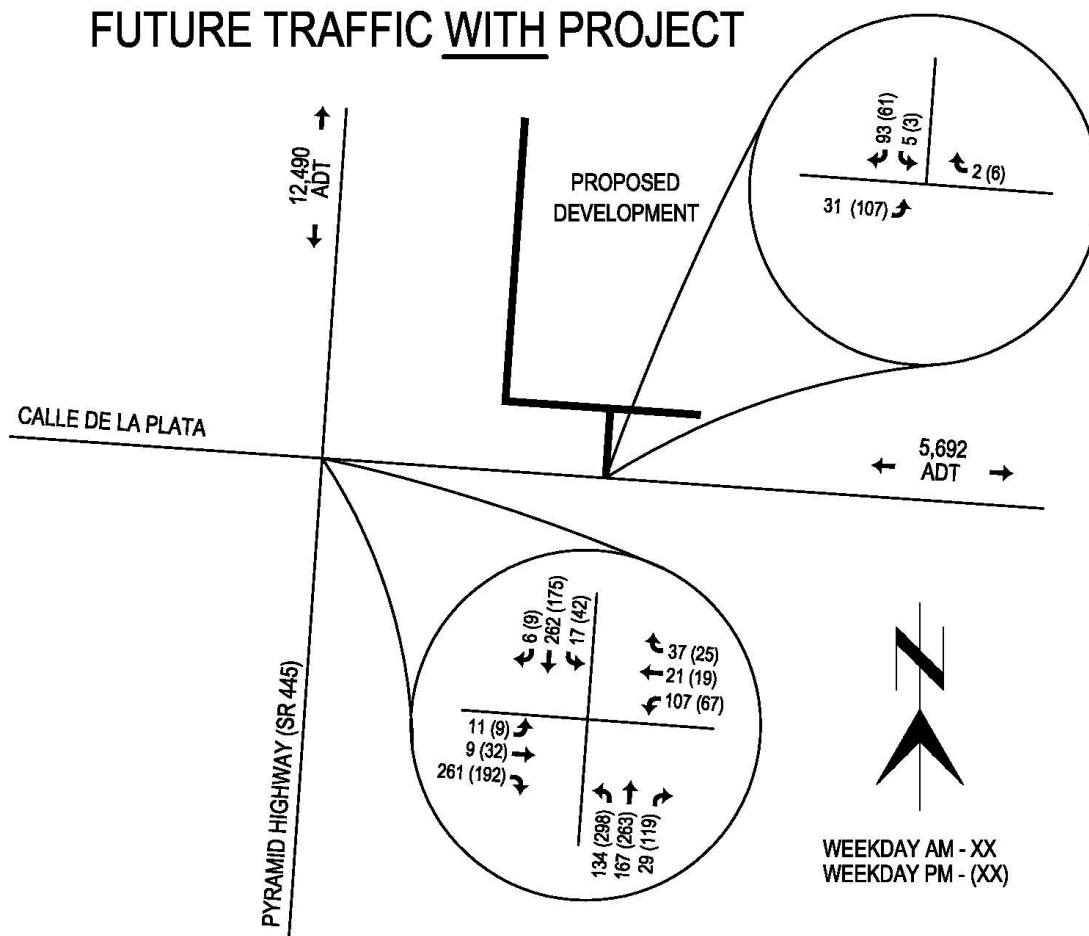 FUTURE TRAFFIC WITH PROJECT
12,490
ADT
PROPOSED
DEVELOPMENT
93 (61)
5 (3)
2 (6)
31 (107)
CALLE DE LA PLATA
5,692
ADT
6 (9)
262 (175)
17 (42)
37 (25)
21 (19)
107 (67)
11 (9)
9 (32)
261 (192)
134 (298)
167 (263)
29 (119)
PYRAMID HIGHWAY (SR 445)
N
WEEKDAY AM - XX
WEEKDAY PM - (XX)